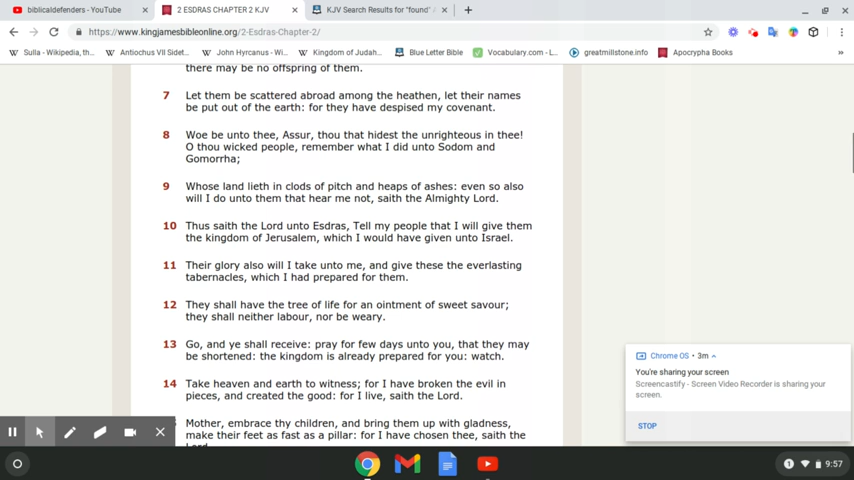 biblicaldefenders - YouTube
2 ESDRAS CHAPTER 2 KJV
KJV Search Results for "found"
https://www.kingjamesbibleonline.org/2-Esdras-Chapter-2/
Sulla - Wikipedia, th...
Antiochus VII Sidet...
John Hyrcanus - Wi...
Kingdom of Judah...
Blue Letter Bible
Vocabulary.com - L...
greatmillstone.info
Apocrypha Books
there may be no offspring of them.
7 Let them be scattered abroad among the heathen, let their names
be put out of the earth: for they have despised my covenant.
8 Woe be unto thee, Assur, thou that hidest the unrighteous in thee!
O thou wicked people, remember what I did unto Sodom and
Gomorrha;
9 Whose land lieth in clods of pitch and heaps of ashes: even so also
will I do unto them that hear me not, saith the Almighty Lord.
10 Thus saith the Lord unto Esdras, Tell my people that I will give them
the kingdom of Jerusalem, which I would have given unto Israel.
11 Their glory also will I take unto me, and give these the everlasting
tabernacles, which I had prepared for them.
12 They shall have the tree of life for an ointment of sweet savour;
they shall neither labour, nor be weary.
13 Go, and ye shall receive: pray for few days unto you, that they may
be shortened: the kingdom is already prepared for you: watch.
14 Take heaven and earth to witness; for I have broken the evil in
pieces, and created the good: for I live, saith the Lord.
Mother, embrace thy children, and bring them up with gladness,
make their feet as fast as a pillar: for I have chosen thee, saith the
Lord.
Chrome OS • 3m
You're sharing your screen
Screencastify - Screen Video Recorder is sharing your
screen.
STOP
1
9:57